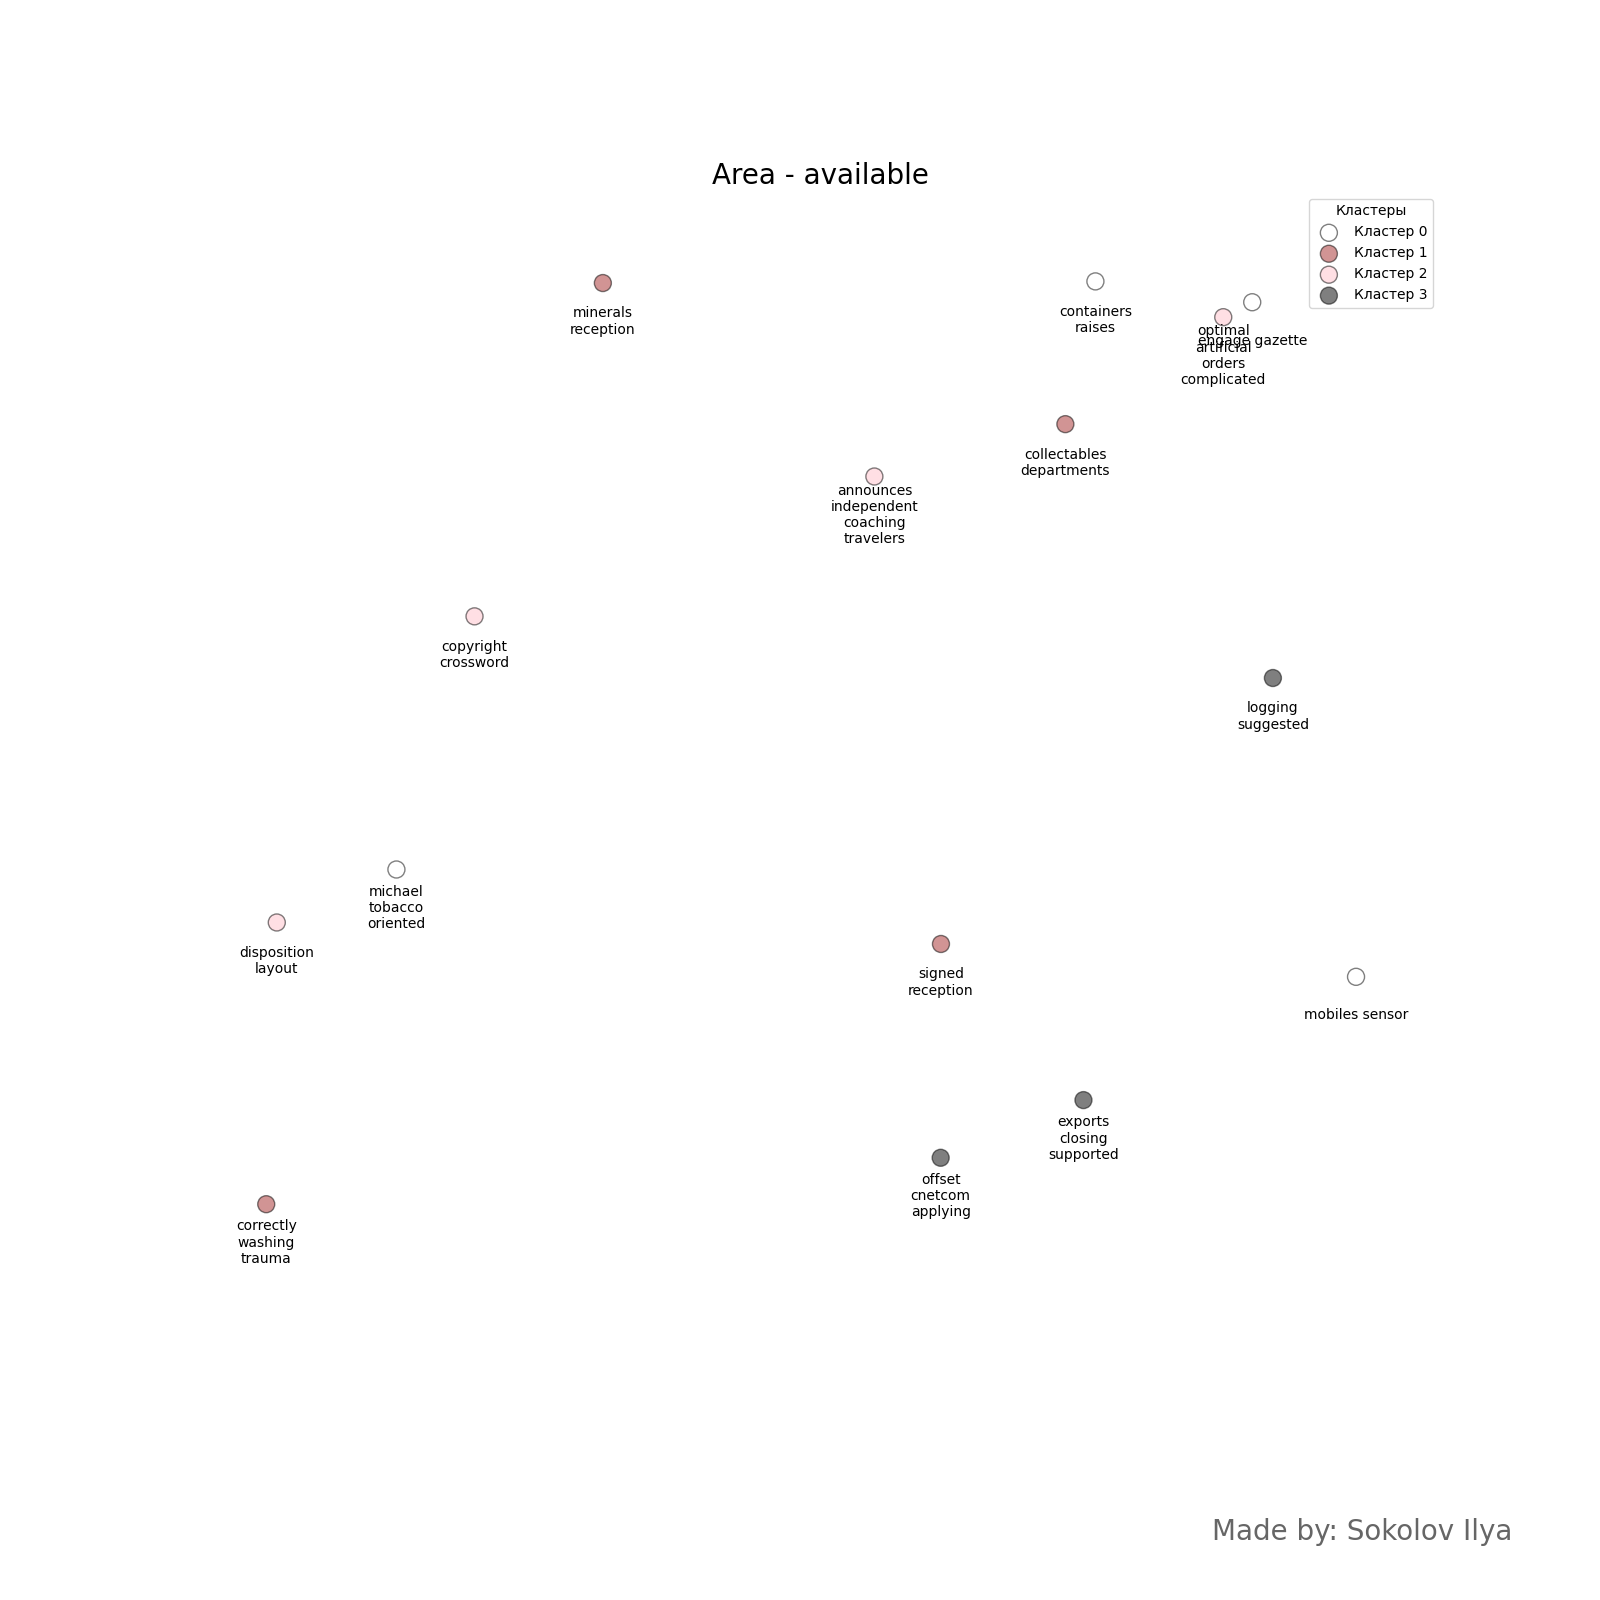 Area - available
Кластеры
Кластер 0
Кластер 1
Кластер 2
Кластер 3
minerals
reception
containers
raises
engage gazette
optimal
artificial
orders
complicated
collectables
departments
announces
independent
coaching
travelers
copyright
crossword
logging
suggested
michael
tobacco
oriented
disposition
layout
signed
reception
mobiles sensor
exports
closing
supported
offset
cnetcom
applying
correctly
washing
trauma
Made by: Sokolov Ilya